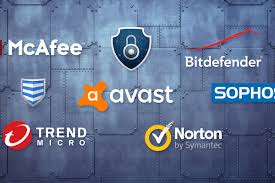 McAfee
Bitdefender
avast
SOPHOS
TREND
MICRO
Norton
by Symantec